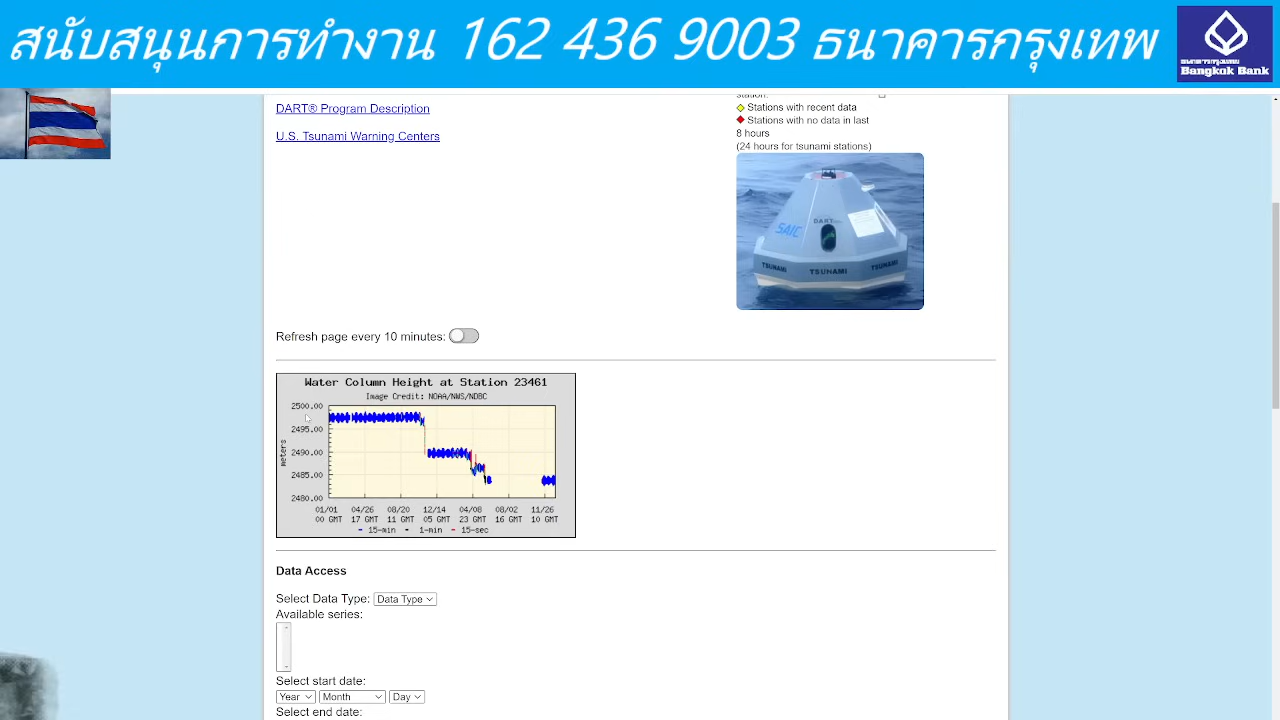 สนับสนุนการทำงาน 162 436 9003 ธนาคารกรุงเทพ
Bangkok Bank
DART® Program Description
U.S. Tsunami Warning Centers
station:
Stations with recent data
Stations with no data in last
8 hours
(24 hours for tsunami stations)
SAIC
DART
TSUNAMI TSUNAMI TSUNAMI
Refresh page every 10 minutes:
Water Column Height at Station 23461
Image Credit: NOAA/NWS/NDBC
meters
2500.00
2495.00
2490.00
2485.00
2480.00
01/01 04/26 08/20 12/14 04/08 08/02 11/26
00 GMT 17 GMT 11 GMT 05 GMT 23 GMT 16 GMT 10 GMT
15-min 1-min 15-sec
Data Access
Select Data Type: Data Type
Available series:
Select start date:
Year Month Day
Select end date: